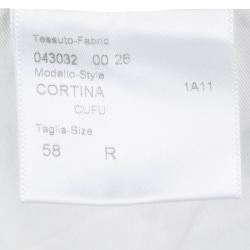 Tessuto-Fabric
043032 00 26
Modello-Style
CORTINA 1A11
CUFU
Taglia-Size
58 R